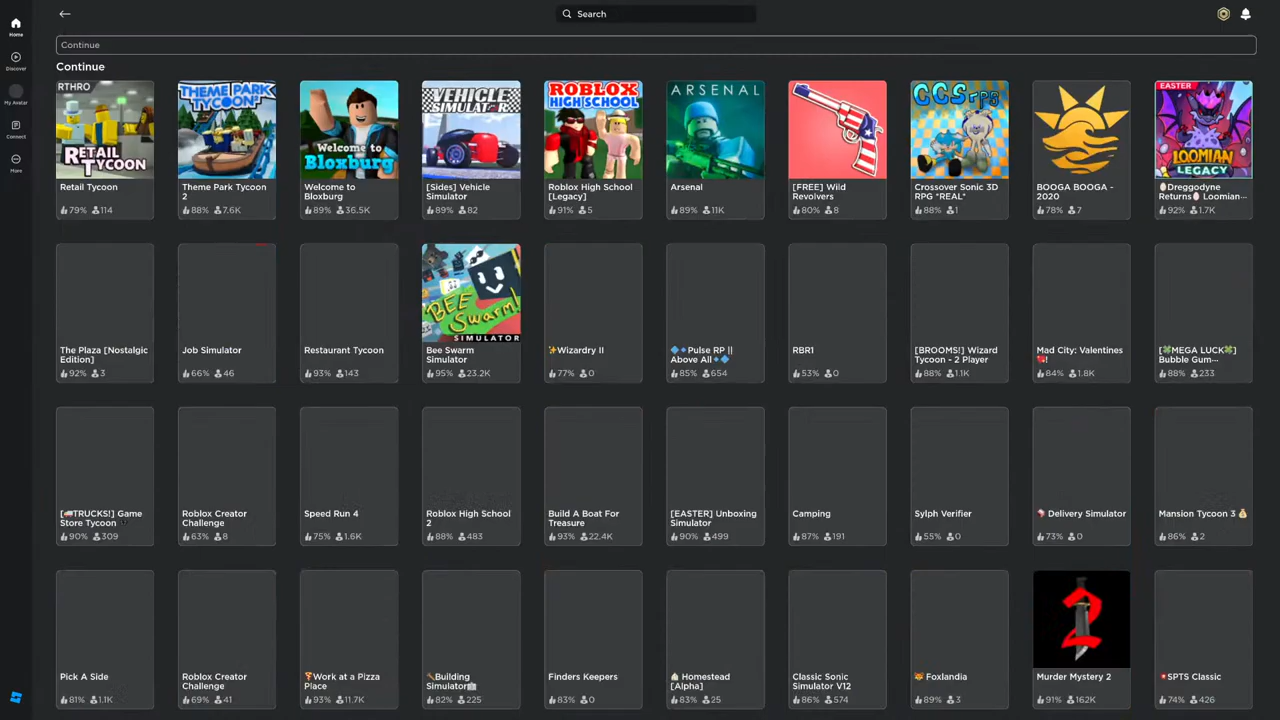 Search
Home
Discover
My Avatar
Connect
More
Continue
Continue
RTHRO
RETAIL
TYCOON
Retail Tycoon
79% 114
THEME PARK
TYCOON 2
Theme Park Tycoon
2
88% 7.6K
Welcome to
Bloxburg
Welcome to
Bloxburg
89% 36.5K
VEHICLE
SIMULATOR
[Sides] Vehicle
Simulator
89% 82
ROBLOX
HIGH SCHOOL
Roblox High School
[Legacy]
91% 5
ARSENAL
Arsenal
89% 11K
[FREE] Wild
Revolvers
80% 8
CCS rpg
Crossover Sonic 3D
RPG *REAL*
88% 1
BOOGA BOOGA -
2020
78% 7
EASTER
LOOMIAN
LEGACY
🥚Dreggodyne
Returns🥚 Loomian...
92% 1.7K
The Plaza [Nostalgic
Edition]
92% 3
Job Simulator
66% 46
Restaurant Tycoon
93% 143
BEE
Swarm!
SIMULATOR
Bee Swarm
Simulator
95% 23.2K
✨Wizardry II
77% 0
🔷🔹Pulse RP ||
Above All🔹🔷
85% 654
RBR1
53% 0
[BROOMS!] Wizard
Tycoon - 2 Player
88% 1.1K
Mad City: Valentines
💘!
84% 1.8K
[🍀MEGA LUCK🍀]
Bubble Gum...
88% 233
[🚛TRUCKS!] Game
Store Tycoon
90% 309
Roblox Creator
Challenge
63% 8
Speed Run 4
75% 1.6K
Roblox High School
2
88% 483
Build A Boat For
Treasure
93% 22.4K
[EASTER] Unboxing
Simulator
90% 499
Camping
87% 191
Sylph Verifier
55% 0
Delivery Simulator
73% 0
Mansion Tycoon 3 💰
86% 2
Pick A Side
81% 1.1K
Roblox Creator
Challenge
69% 41
🍕Work at a Pizza
Place
93% 11.7K
🔨Building
Simulator🏗
82% 225
Finders Keepers
83% 0
Homestead
[Alpha]
83% 25
Classic Sonic
Simulator V12
86% 574
🦊Foxlandia
89% 3
2
Murder Mystery 2
91% 162K
💥SPTS Classic
74% 426